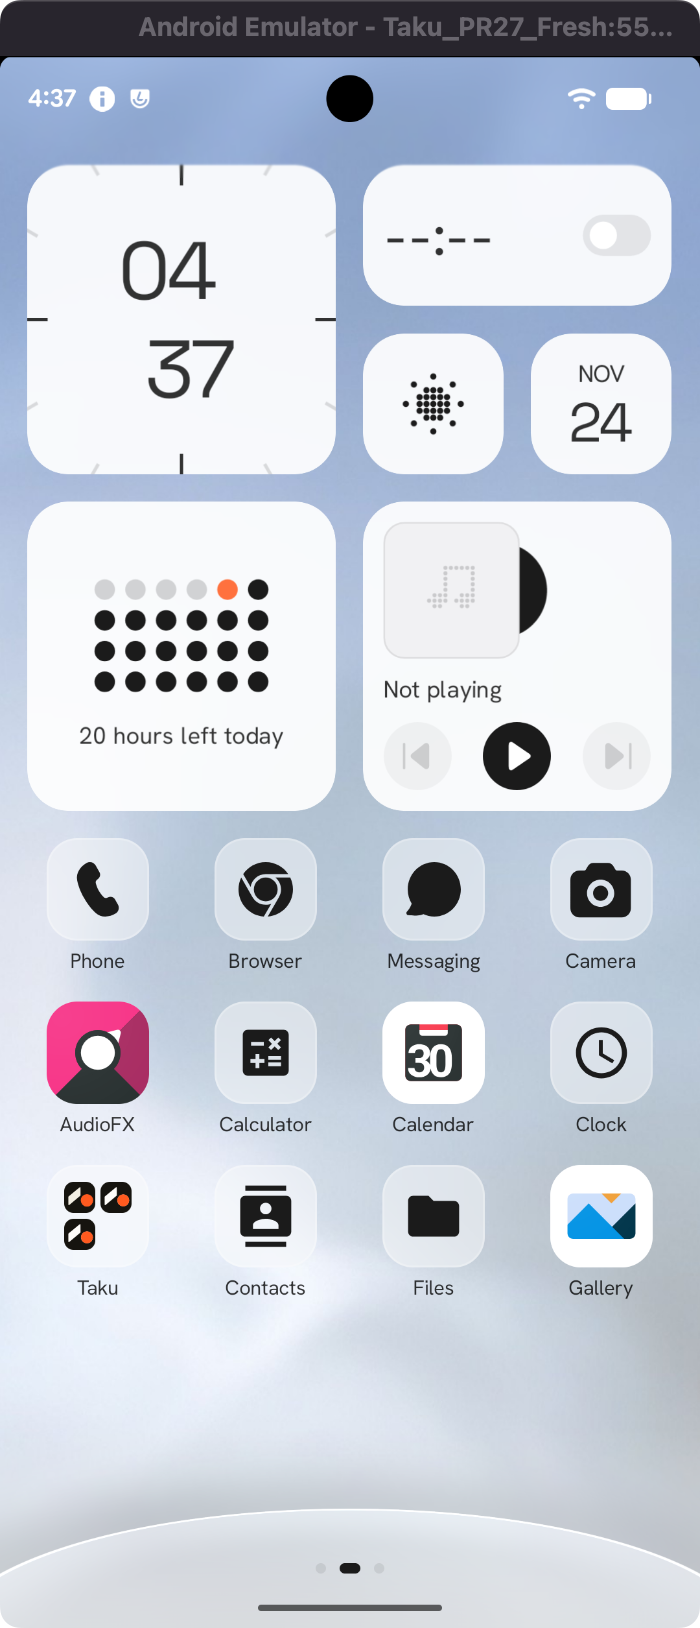 Android Emulator - Taku_PR27_Fresh:55...
4:37
04
37
--:--
NOV
24
20 hours left today
Not playing
Phone
Browser
Messaging
Camera
30
AudioFX
Calculator
Calendar
Clock
Taku
Contacts
Files
Gallery